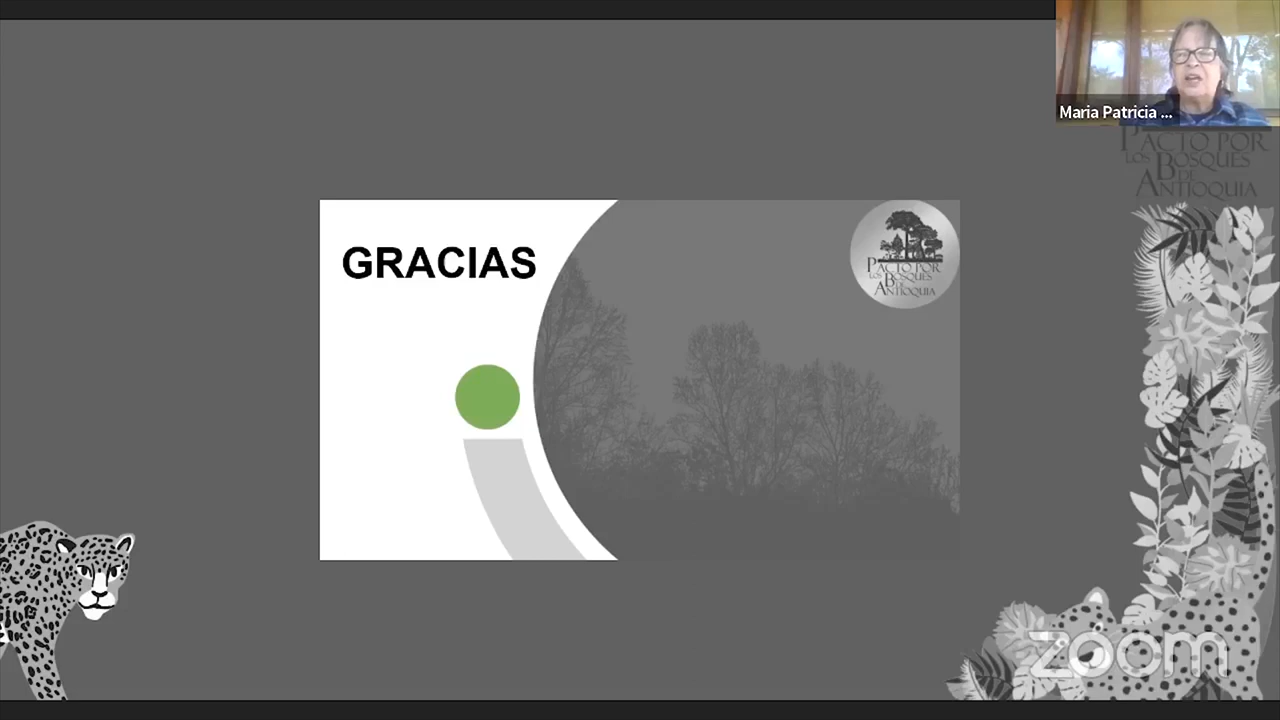 Maria Patricia ...
PACTO POR
LOS BOSQUES
DE
ANTIOQUIA
GRACIAS
PACTO POR
LOS BOSQUES
DE
ANTIOQUIA
zoom